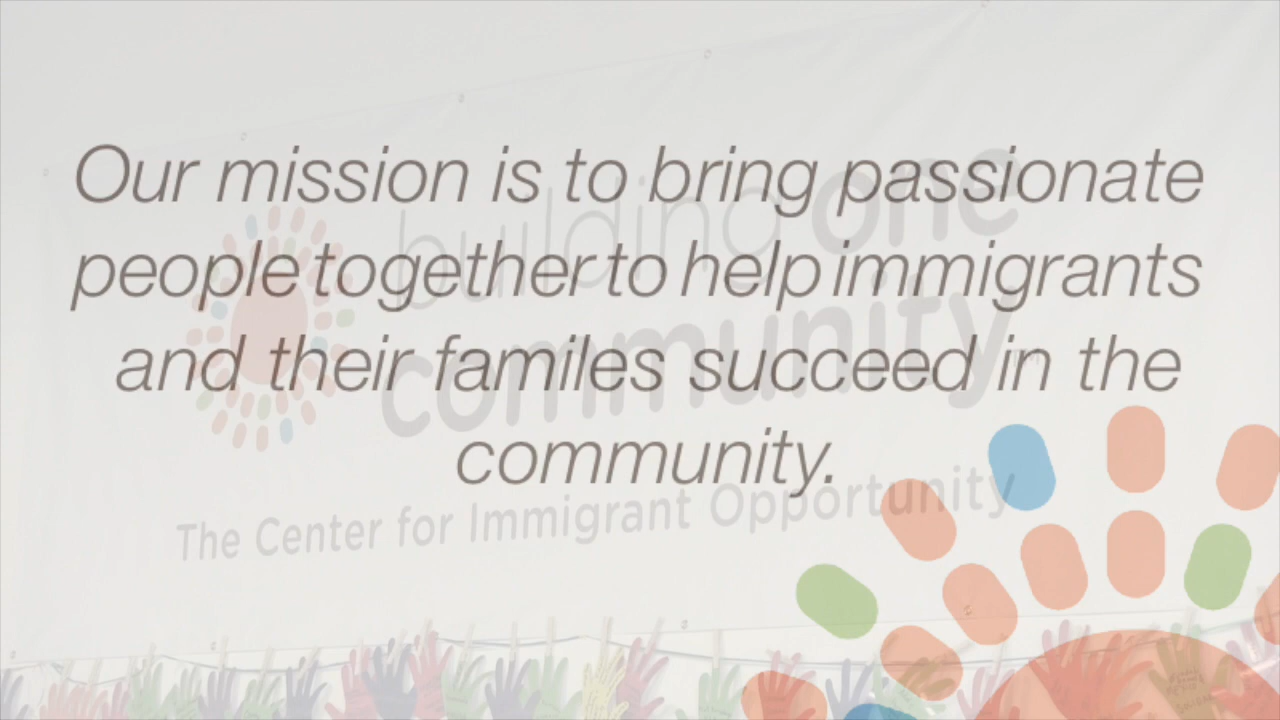 Our mission is to bring passionate
people together to help immigrants
and their familes succeed in the
community.
building one
community
TM
The Center for Immigrant Opportunity